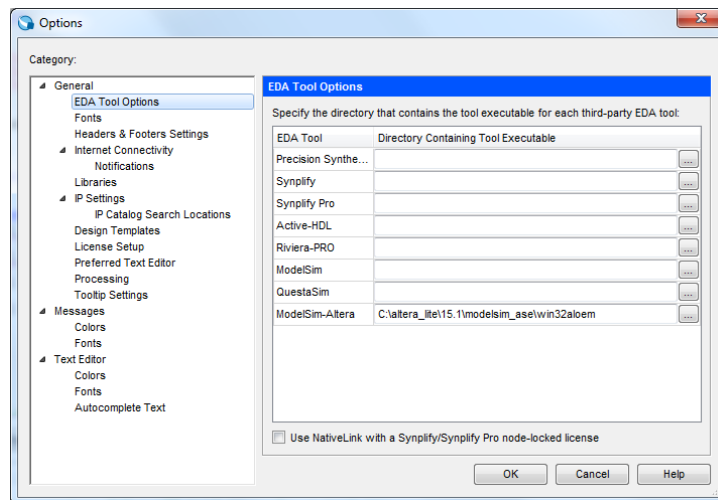 Options
Category:
General
EDA Tool Options
Fonts
Headers & Footers Settings
Internet Connectivity
Notifications
Libraries
IP Settings
IP Catalog Search Locations
Design Templates
License Setup
Preferred Text Editor
Processing
Tooltip Settings
Messages
Colors
Fonts
Text Editor
Colors
Fonts
Autocomplete Text
EDA Tool Options
Specify the directory that contains the tool executable for each third-party EDA tool:
EDA Tool Directory Containing Tool Executable
Precision Synthe... ...
Synplify ...
Synplify Pro ...
Active-HDL ...
Riviera-PRO ...
ModelSim ...
QuestaSim ...
ModelSim-Altera C:\altera_lite\15.1\modelsim_ase\win32aloem ...
Use NativeLink with a Synplify/Synplify Pro node-locked license
OK Cancel Help